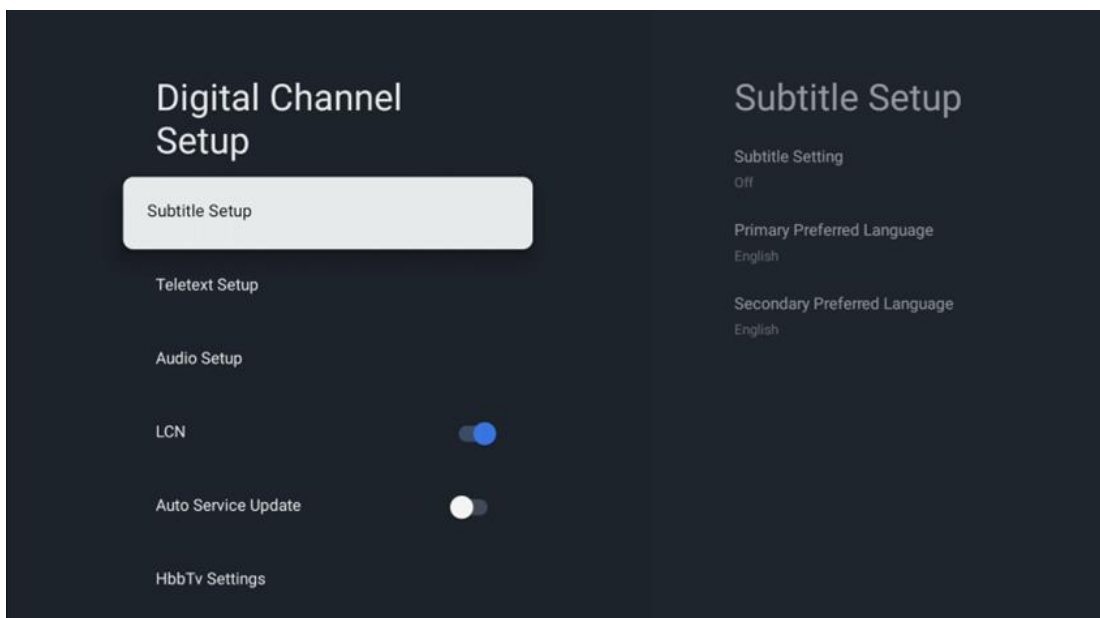 Digital Channel
Setup
Subtitle Setup
Teletext Setup
Audio Setup
LCN
Auto Service Update
HbbTv Settings
Subtitle Setup
Subtitle Setting
Off
Primary Preferred Language
English
Secondary Preferred Language
English